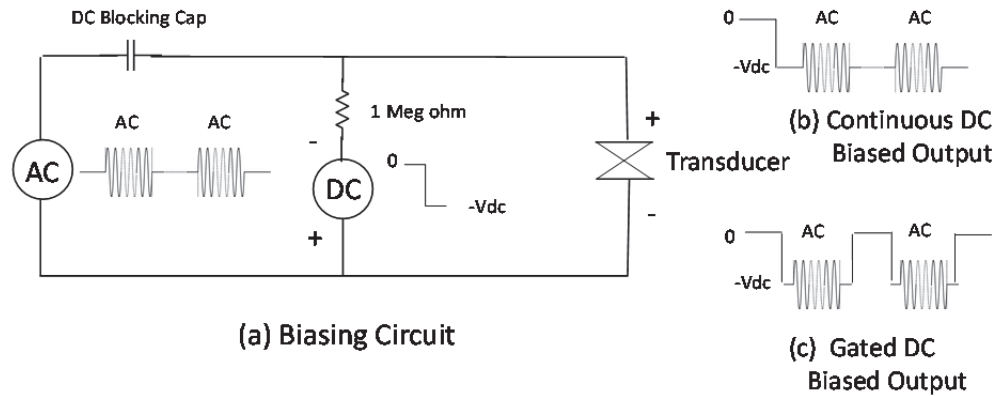 DC Blocking Cap
AC
AC
AC
1 Meg ohm
-
DC
+
0
-Vdc
+
Transducer
-
(a) Biasing Circuit
0
AC
AC
-Vdc
(b) Continuous DC
Biased Output
0
AC
AC
-Vdc
(c) Gated DC
Biased Output